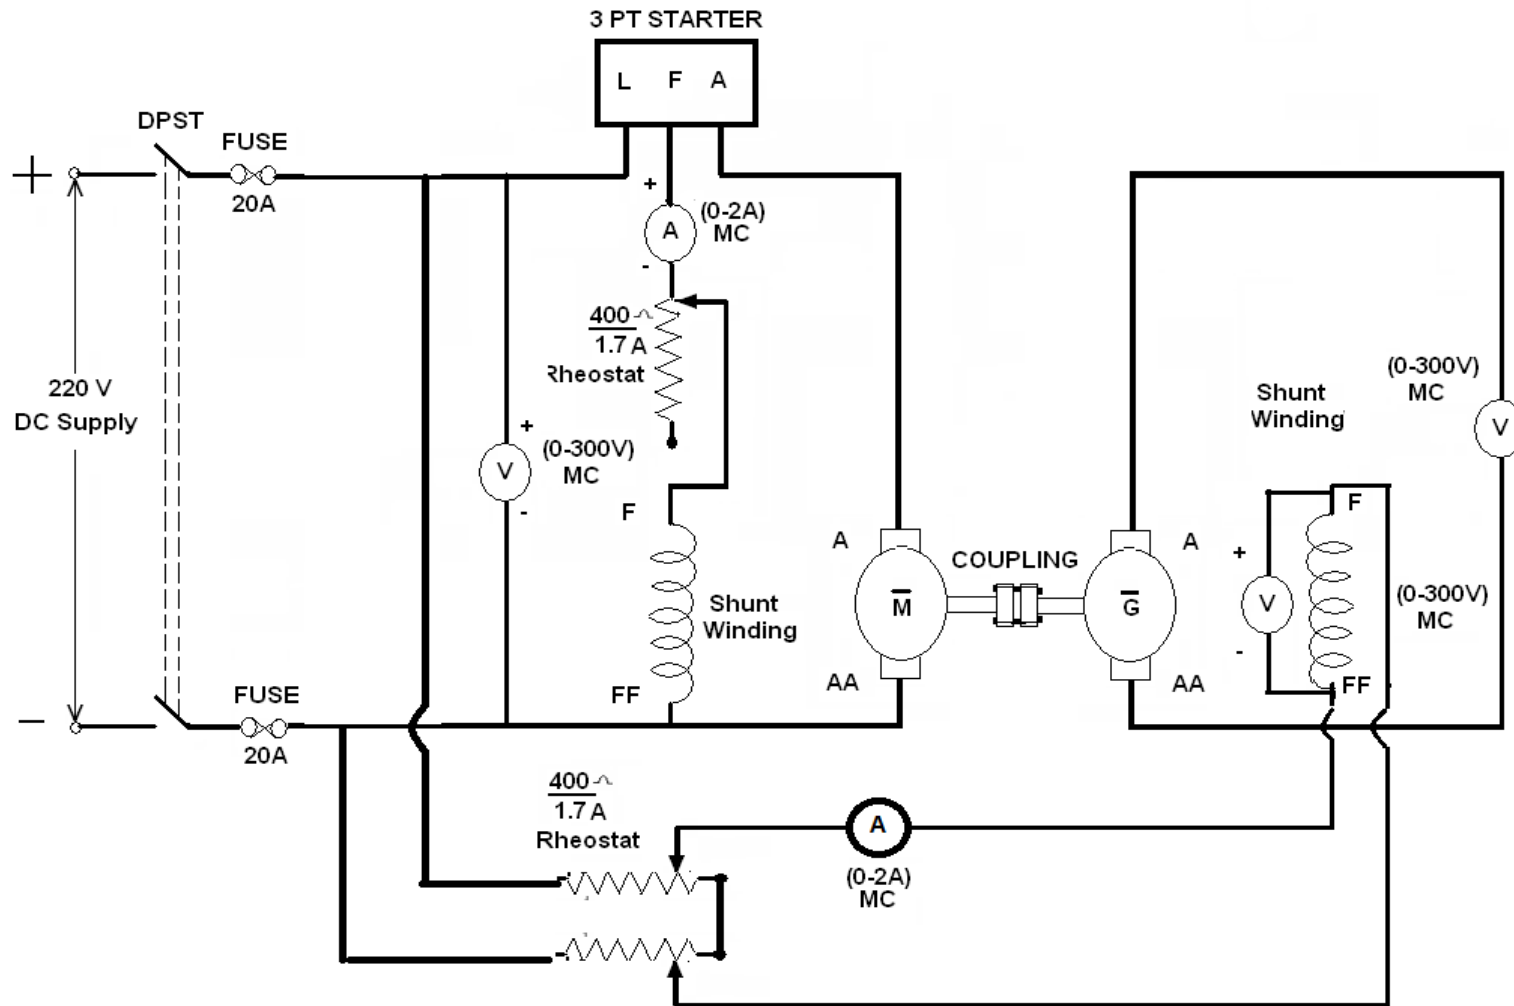 3 PT STARTER
L F A
DPST
FUSE
20A
+
+
(0-2A)
MC
A
-
400
1.7 A
Rheostat
220 V
DC Supply
+
(0-300V)
MC
V
-
F
Shunt
Winding
FF
A
M
AA
COUPLING
A
G
AA
Shunt
Winding
(0-300V)
MC
V
F
+
V
-
(0-300V)
MC
FF
-
FUSE
20A
400
1.7 A
Rheostat
A
(0-2A)
MC